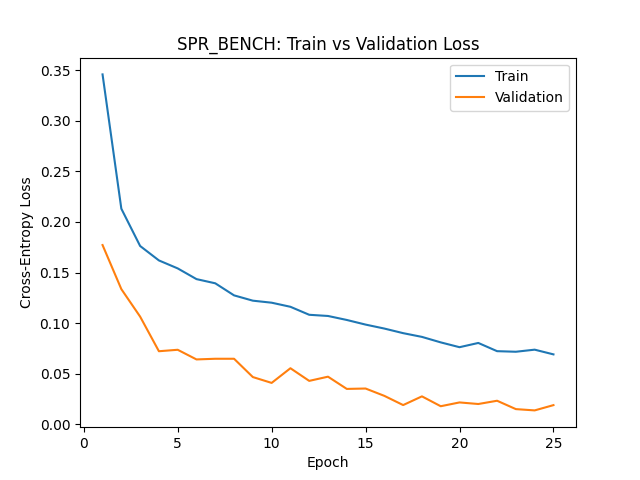 SPR_BENCH: Train vs Validation Loss
Train
Validation
Cross-Entropy Loss
0.35
0.30
0.25
0.20
0.15
0.10
0.05
0.00
0 5 10 15 20 25
Epoch